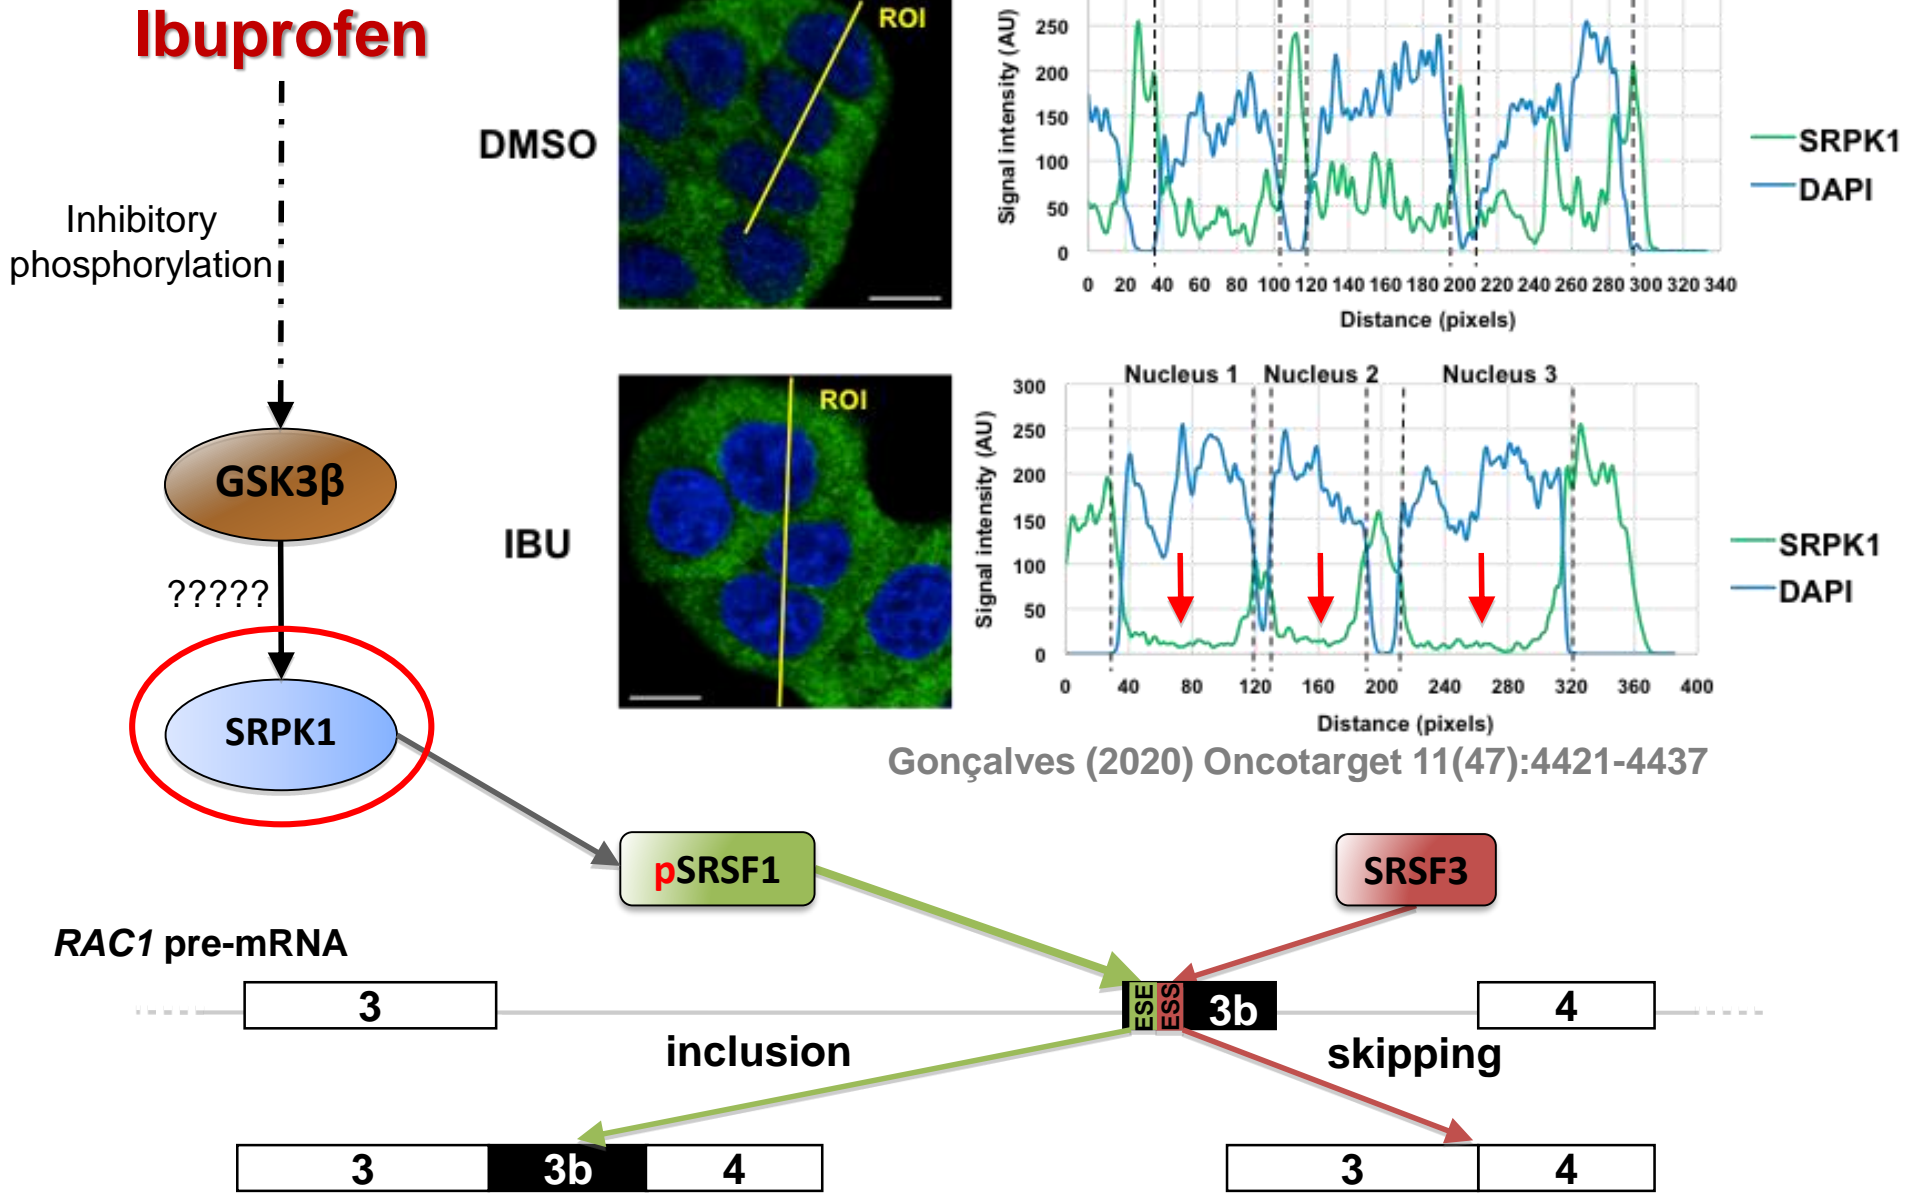 Ibuprofen
Inhibitory
phosphorylation
GSK3β
?????
SRPK1
DMSO
ROI
Signal intensity (AU)
250
200
150
100
50
0
0 20 40 60 80 100 120 140 160 180 200 220 240 260 280 300 320 340
Distance (pixels)
SRPK1
DAPI
IBU
ROI
Nucleus 1 Nucleus 2 Nucleus 3
Signal intensity (AU)
300
250
200
150
100
50
0
0 40 80 120 160 200 240 280 320 360 400
Distance (pixels)
SRPK1
DAPI
Gonçalves (2020) Oncotarget 11(47):4421-4437
pSRSF1
SRSF3
RAC1 pre-mRNA
3
ESE
ESS
3b
4
inclusion
skipping
3 3b 4
3 4